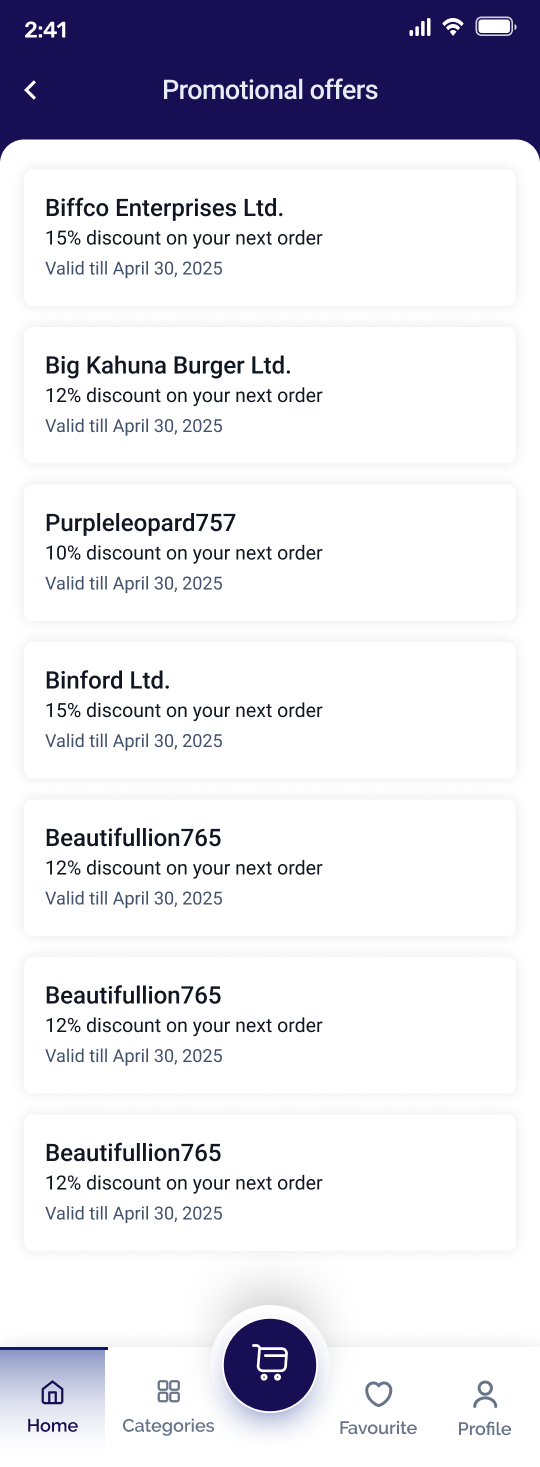 2:41
Promotional offers
Biffco Enterprises Ltd.
15% discount on your next order
Valid till April 30, 2025
Big Kahuna Burger Ltd.
12% discount on your next order
Valid till April 30, 2025
Purpleleopard757
10% discount on your next order
Valid till April 30, 2025
Binford Ltd.
15% discount on your next order
Valid till April 30, 2025
Beautifullion765
12% discount on your next order
Valid till April 30, 2025
Beautifullion765
12% discount on your next order
Valid till April 30, 2025
Beautifullion765
12% discount on your next order
Valid till April 30, 2025
Home Categories Favourite Profile